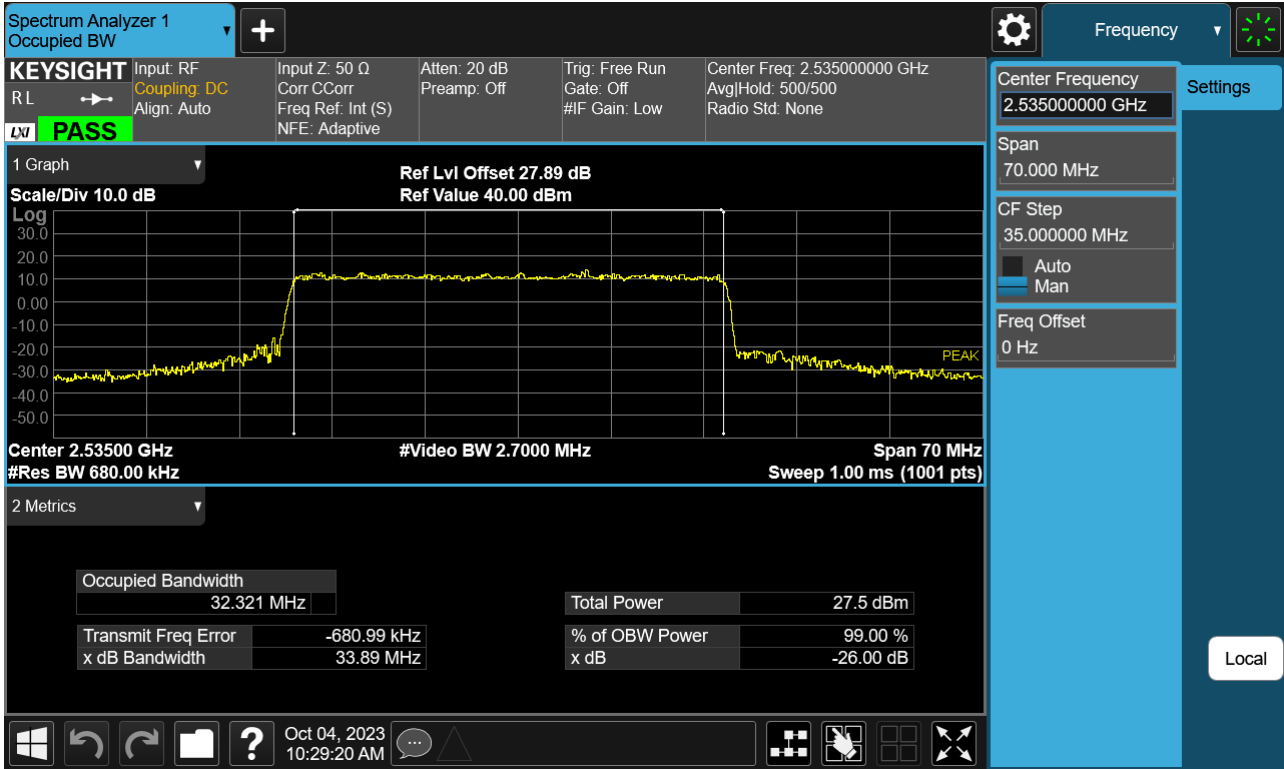 Spectrum Analyzer 1
Occupied BW
Frequency
KEYSIGHT
R L
LXI
PASS
Input: RF
Coupling: DC
Align: Auto
Input Z: 50 Ω
Corr CCorr
Freq Ref: Int (S)
NFE: Adaptive
Atten: 20 dB
Preamp: Off
Trig: Free Run
Gate: Off
#IF Gain: Low
Center Freq: 2.535000000 GHz
Avg|Hold: 500/500
Radio Std: None
Center Frequency
2.535000000 GHz
Settings
Span
70.000 MHz
CF Step
35.000000 MHz
Auto
Man
Freq Offset
0 Hz
1 Graph
Ref Lvl Offset 27.89 dB
Scale/Div 10.0 dB
Ref Value 40.00 dBm
Log
30.0
20.0
10.0
0.00
-10.0
-20.0
-30.0
-40.0
-50.0
PEAK
Center 2.53500 GHz
#Video BW 2.7000 MHz
Span 70 MHz
#Res BW 680.00 kHz
Sweep 1.00 ms (1001 pts)
2 Metrics
Occupied Bandwidth
32.321 MHz
Total Power 27.5 dBm
Transmit Freq Error -680.99 kHz
% of OBW Power 99.00 %
x dB Bandwidth 33.89 MHz
x dB -26.00 dB
Local
?
Oct 04, 2023
10:29:20 AM